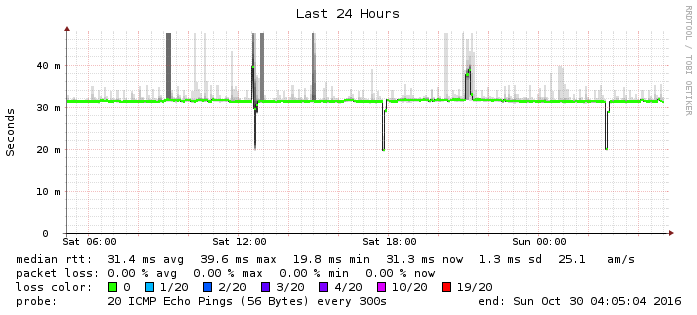 Last 24 Hours
RRDTOOL / TOBI OETIKER
Seconds
40 m
30 m
20 m
10 m
0
Sat 06:00 Sat 12:00 Sat 18:00 Sun 00:00
median rtt: 31.4 ms avg 39.6 ms max 19.8 ms min 31.3 ms now 1.3 ms sd 25.1 am/s
packet loss: 0.00 % avg 0.00 % max 0.00 % min 0.00 % now
loss color: 0 1/20 2/20 3/20 4/20 10/20 19/20
probe: 20 ICMP Echo Pings (56 Bytes) every 300s end: Sun Oct 30 04:05:04 2016